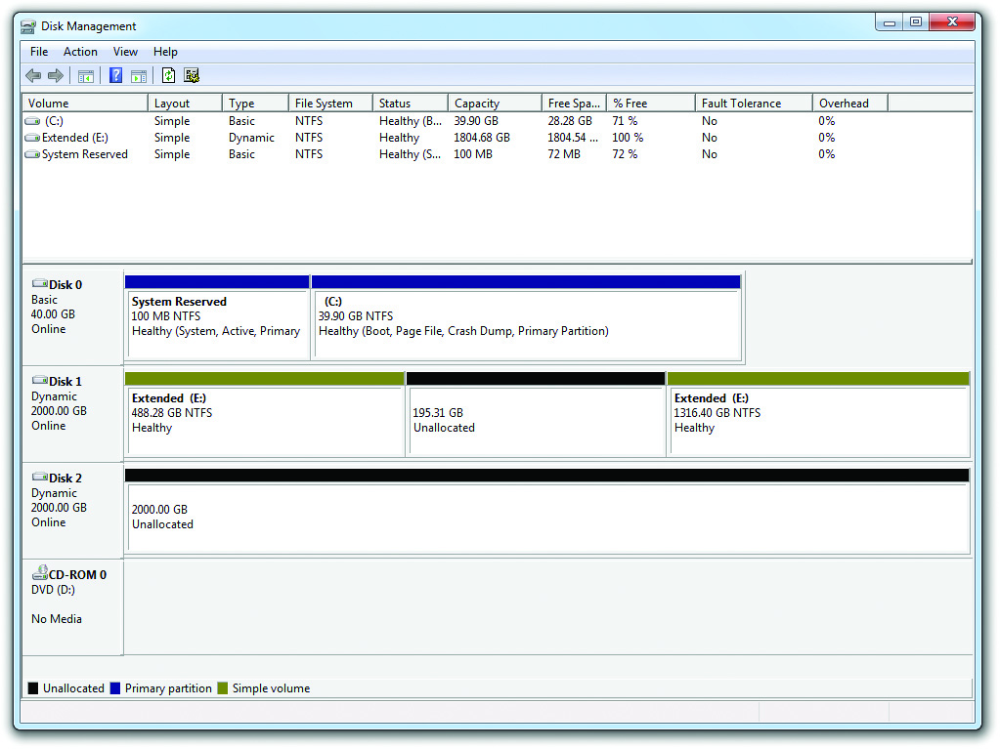 Disk Management
File Action View Help
Volume Layout Type File System Status Capacity Free Spa... % Free Fault Tolerance Overhead
(C:) Simple Basic NTFS Healthy (B... 39.90 GB 28.28 GB 71 % No 0%
Extended (E:) Simple Dynamic NTFS Healthy 1804.68 GB 1804.54 ... 100 % No 0%
System Reserved Simple Basic NTFS Healthy (S... 100 MB 72 MB 72 % No 0%
Disk 0
Basic
40.00 GB
Online
System Reserved
100 MB NTFS
Healthy (System, Active, Primary
(C:)
39.90 GB NTFS
Healthy (Boot, Page File, Crash Dump, Primary Partition)
Disk 1
Dynamic
2000.00 GB
Online
Extended (E:)
488.28 GB NTFS
Healthy
195.31 GB
Unallocated
Extended (E:)
1316.40 GB NTFS
Healthy
Disk 2
Dynamic
2000.00 GB
Online
2000.00 GB
Unallocated
CD-ROM 0
DVD (D:)
No Media
Unallocated Primary partition Simple volume